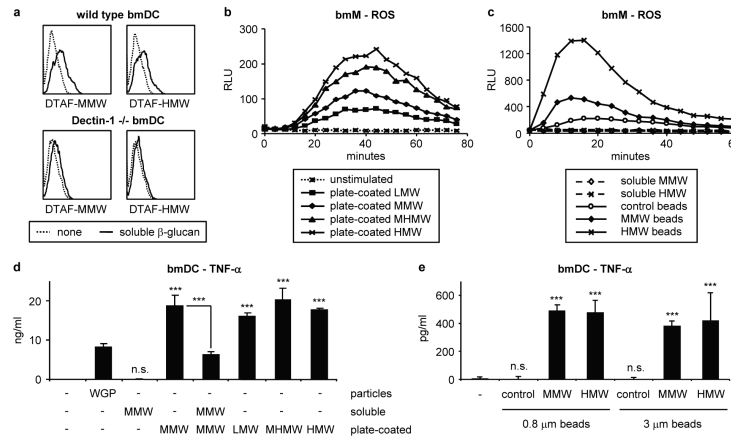 a
wild type bmDC
DTAF-MMW DTAF-HMW
Dectin-1 -/- bmDC
DTAF-MMW DTAF-HMW
none soluble β-glucan
b
bmM - ROS
RLU
300
200
100
0
0 20 40 60 80
minutes
unstimulated
plate-coated LMW
plate-coated MMW
plate-coated MHMW
plate-coated HMW
c
bmM - ROS
RLU
1600
1200
800
400
0
0 10 20 30 40 50 60
minutes
soluble MMW
soluble HMW
control beads
MMW beads
HMW beads
d
bmDC - TNF-α
ng/ml
20
10
0
n.s. *** *** *** *** ***
- WGP - - - - - - particles
- - MMW - MMW - - - soluble
- - - MMW MMW LMW MHMW HMW plate-coated
e
bmDC - TNF-α
pg/ml
600
400
200
0
n.s. *** *** n.s. *** ***
- control MMW HMW control MMW HMW
0.8 μm beads 3 μm beads